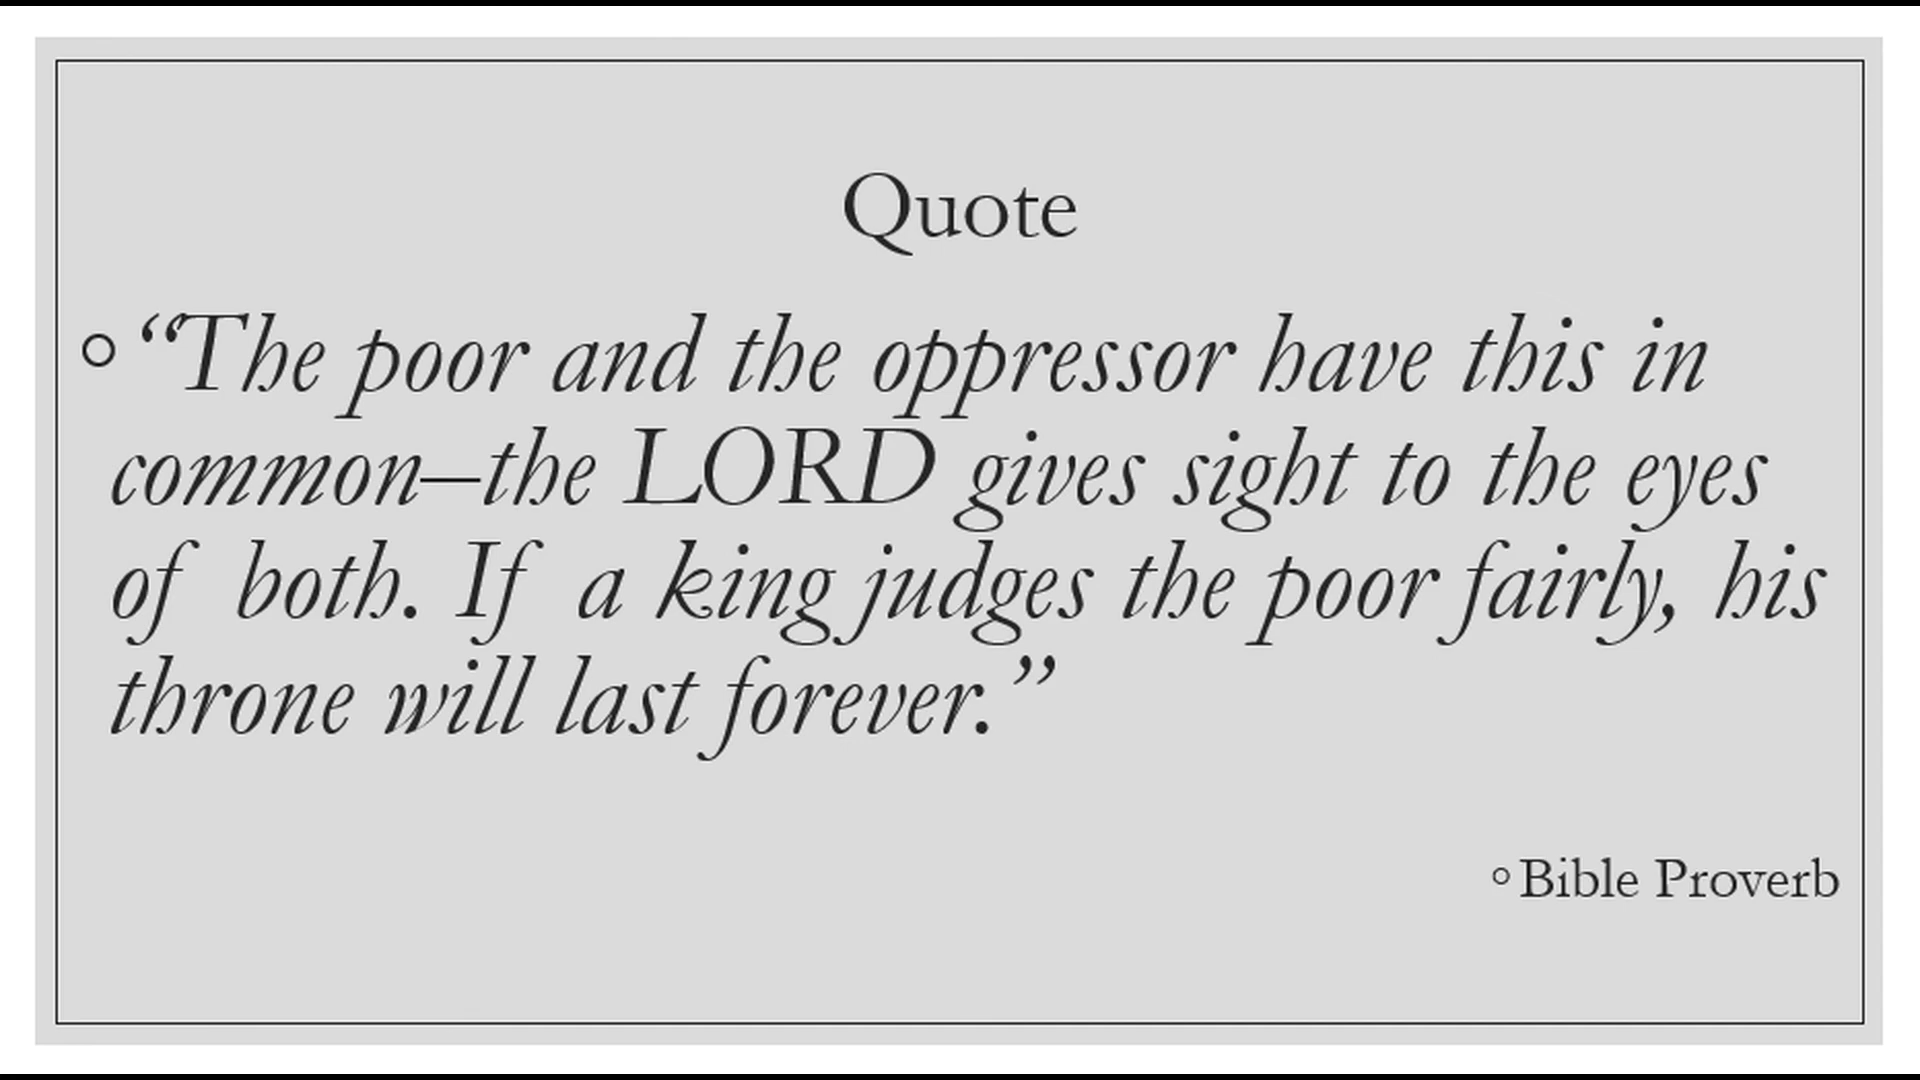 Quote
“The poor and the oppressor have this in
common—the LORD gives sight to the eyes
of both. If a king judges the poor fairly, his
throne will last forever.”
Bible Proverb